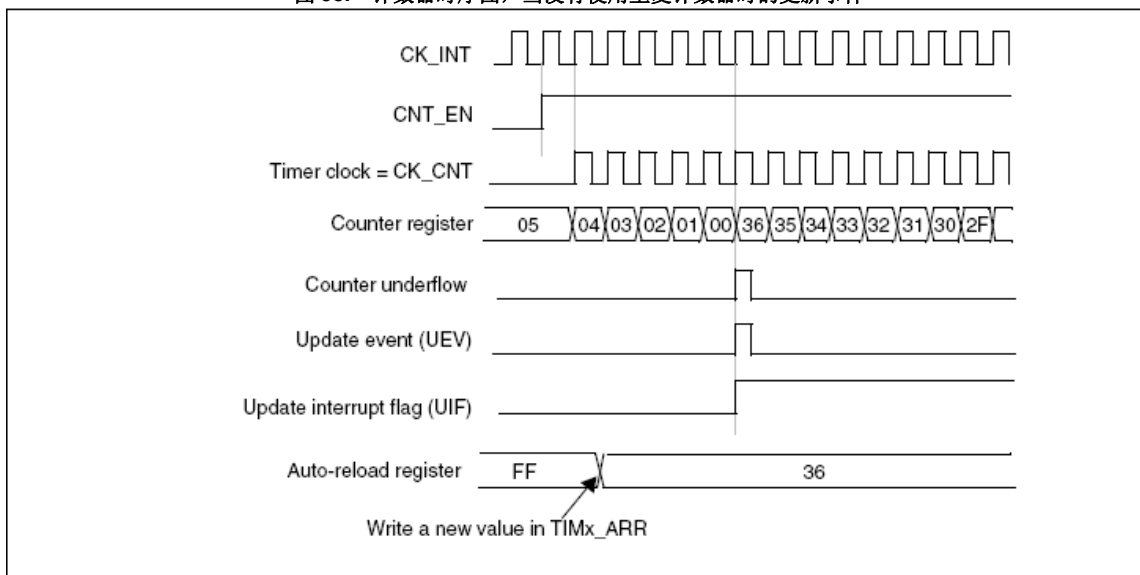 CK_INT
CNT_EN
Timer clock = CK_CNT
Counter register 05 04 03 02 01 00 36 35 34 33 32 31 30 2F
Counter underflow
Update event (UEV)
Update interrupt flag (UIF)
Auto-reload register FF 36
Write a new value in TIMx_ARR